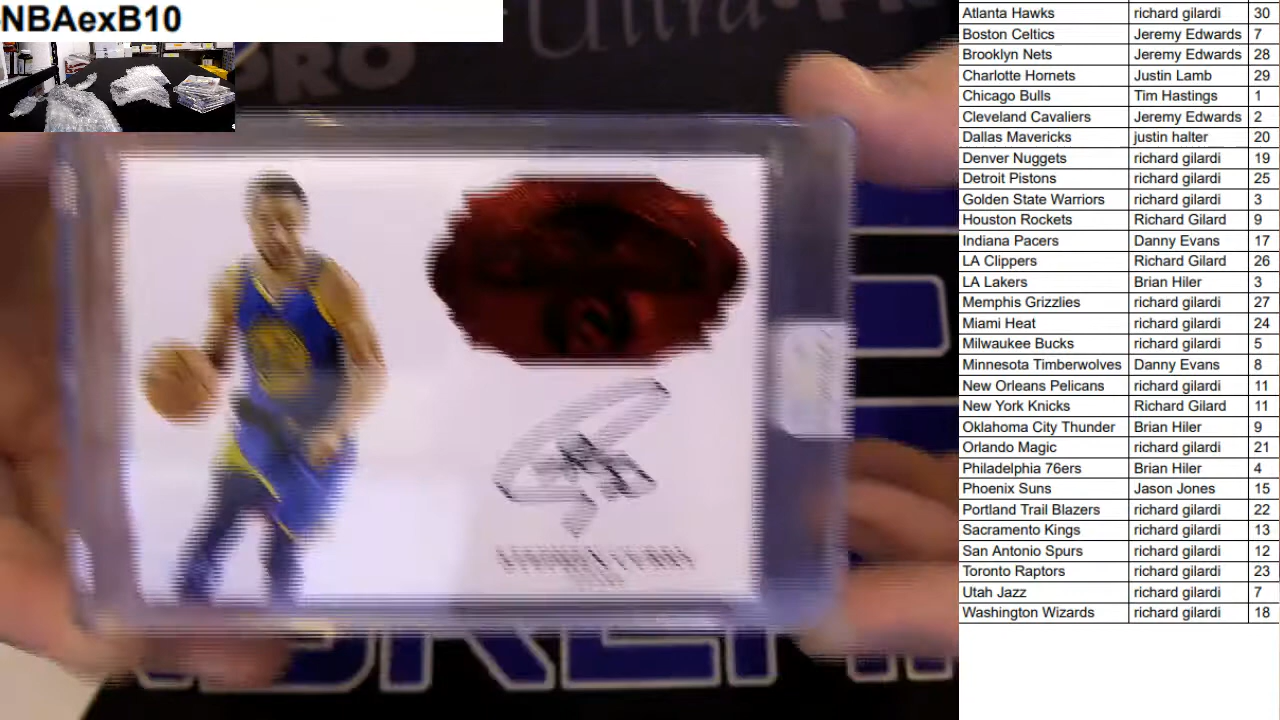 NBAexB10
PRO
Ultra·PRO
STEPHEN CURRY
Atlanta Hawks richard gilardi 30
Boston Celtics Jeremy Edwards 7
Brooklyn Nets Jeremy Edwards 28
Charlotte Hornets Justin Lamb 29
Chicago Bulls Tim Hastings 1
Cleveland Cavaliers Jeremy Edwards 2
Dallas Mavericks justin halter 20
Denver Nuggets richard gilardi 19
Detroit Pistons richard gilardi 25
Golden State Warriors richard gilardi 3
Houston Rockets Richard Gilard 9
Indiana Pacers Danny Evans 17
LA Clippers Richard Gilard 26
LA Lakers Brian Hiler 3
Memphis Grizzlies richard gilardi 27
Miami Heat richard gilardi 24
Milwaukee Bucks richard gilardi 5
Minnesota Timberwolves Danny Evans 8
New Orleans Pelicans richard gilardi 11
New York Knicks Richard Gilard 11
Oklahoma City Thunder Brian Hiler 9
Orlando Magic richard gilardi 21
Philadelphia 76ers Brian Hiler 4
Phoenix Suns Jason Jones 15
Portland Trail Blazers richard gilardi 22
Sacramento Kings richard gilardi 13
San Antonio Spurs richard gilardi 12
Toronto Raptors richard gilardi 23
Utah Jazz richard gilardi 7
Washington Wizards richard gilardi 18